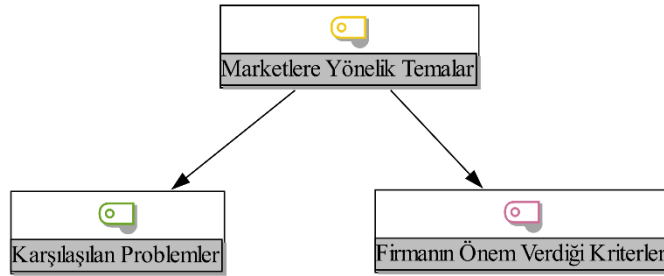 Marketlere Yönelik Temalar
Karşılaşılan Problemler
Firmanın Önem Verdiği Kriterler